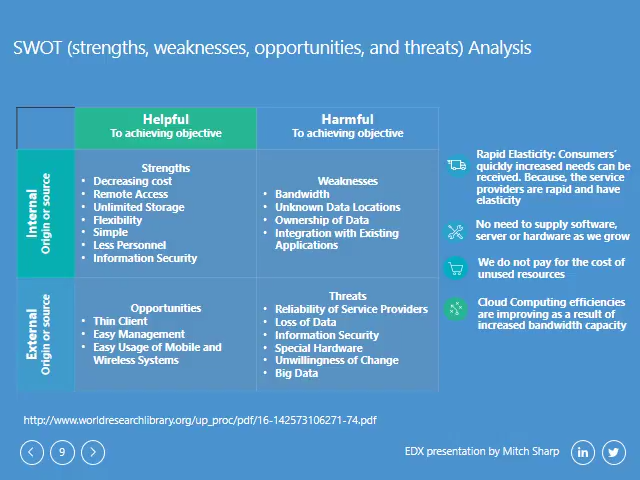 SWOT (strengths, weaknesses, opportunities, and threats) Analysis
Helpful
To achieving objective
Harmful
To achieving objective
Internal
Origin or source
Strengths
• Decreasing cost
• Remote Access
• Unlimited Storage
• Flexibility
• Simple
• Less Personnel
• Information Security
Weaknesses
• Bandwidth
• Unknown Data Locations
• Ownership of Data
• Integration with Existing
Applications
External
Origin or source
Opportunities
• Thin Client
• Easy Management
• Easy Usage of Mobile and
Wireless Systems
Threats
• Reliability of Service Providers
• Loss of Data
• Information Security
• Special Hardware
• Unwillingness of Change
• Big Data
Rapid Elasticity: Consumers'
quickly increased needs can be
received. Because, the service
providers are rapid and have
elasticity
No need to supply software,
server or hardware as we grow
We do not pay for the cost of
unused resources
Cloud Computing efficiencies
are improving as a result of
increased bandwidth capacity
http://www.worldresearchlibrary.org/up_proc/pdf/16-142573106271-74.pdf
9
EDX presentation by Mitch Sharp
in